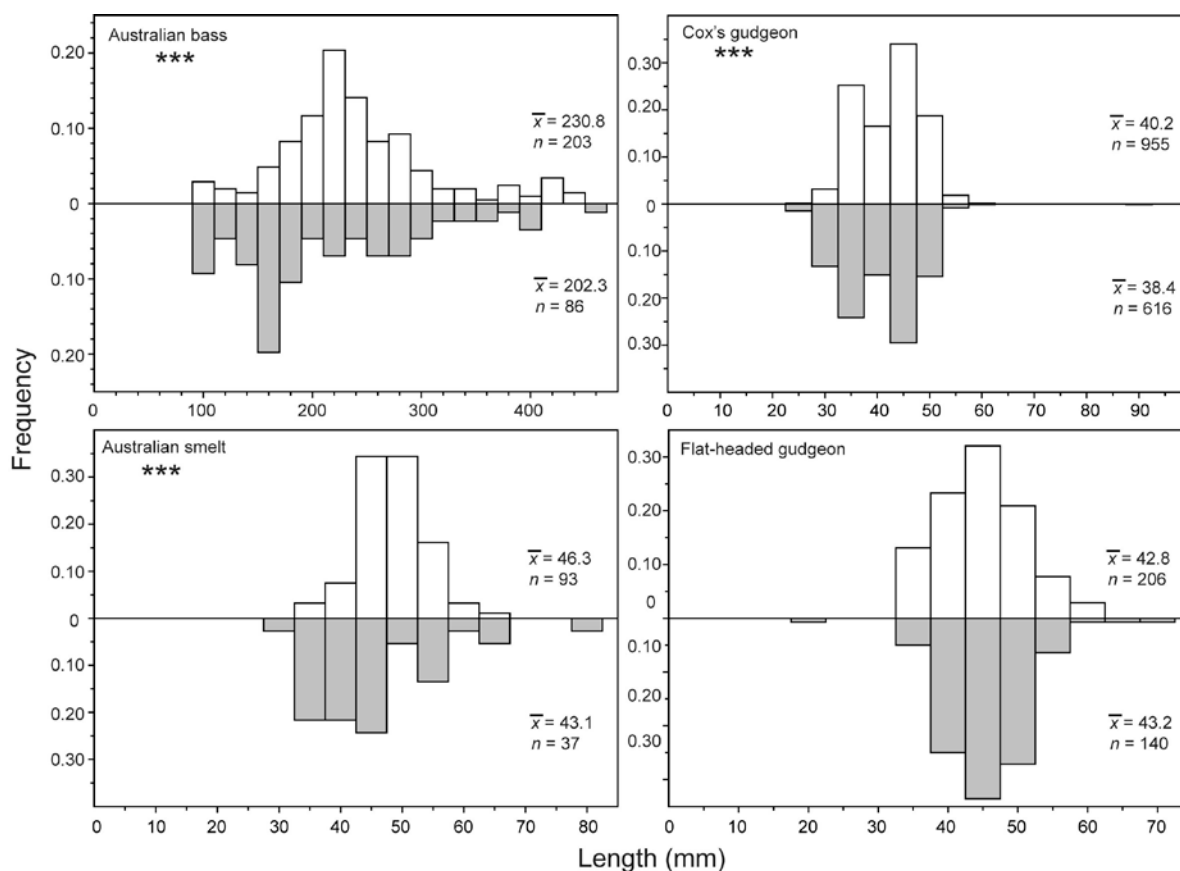 Australian bass
***
0.20
0.10
0
0.10
0.20
x̄ = 230.8
n = 203
x̄ = 202.3
n = 86
0 100 200 300 400
Cox's gudgeon
***
0.30
0.20
0.10
0
0.10
0.20
0.30
x̄ = 40.2
n = 955
x̄ = 38.4
n = 616
0 10 20 30 40 50 60 70 80 90
Frequency
Australian smelt
***
0.30
0.20
0.10
0
0.10
0.20
0.30
x̄ = 46.3
n = 93
x̄ = 43.1
n = 37
0 10 20 30 40 50 60 70 80
Flat-headed gudgeon
0.30
0.20
0.10
0
0.10
0.20
0.30
x̄ = 42.8
n = 206
x̄ = 43.2
n = 140
0 10 20 30 40 50 60 70
Length (mm)